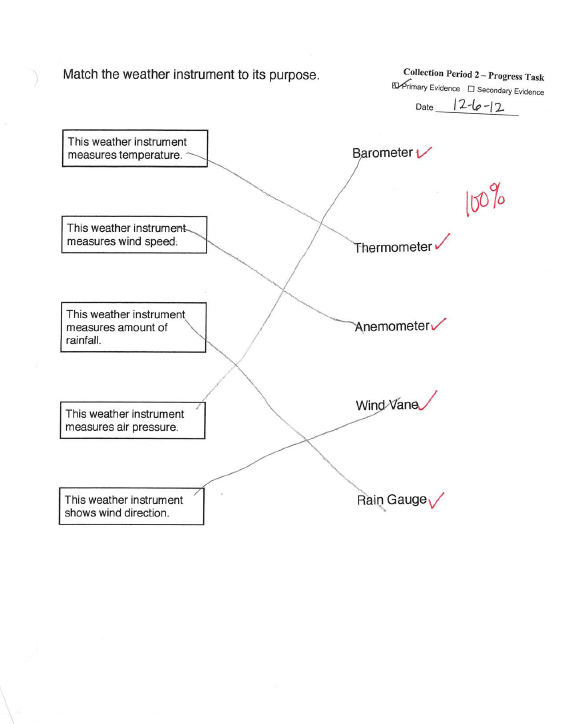 Match the weather instrument to its purpose.
Collection Period 2 – Progress Task
Primary Evidence ☐ Secondary Evidence
Date 12-6-12
This weather instrument
measures temperature.
Barometer
100%
This weather instrument
measures wind speed.
Thermometer
This weather instrument
measures amount of
rainfall.
Anemometer
This weather instrument
measures air pressure.
Wind Vane
This weather instrument
shows wind direction.
Rain Gauge